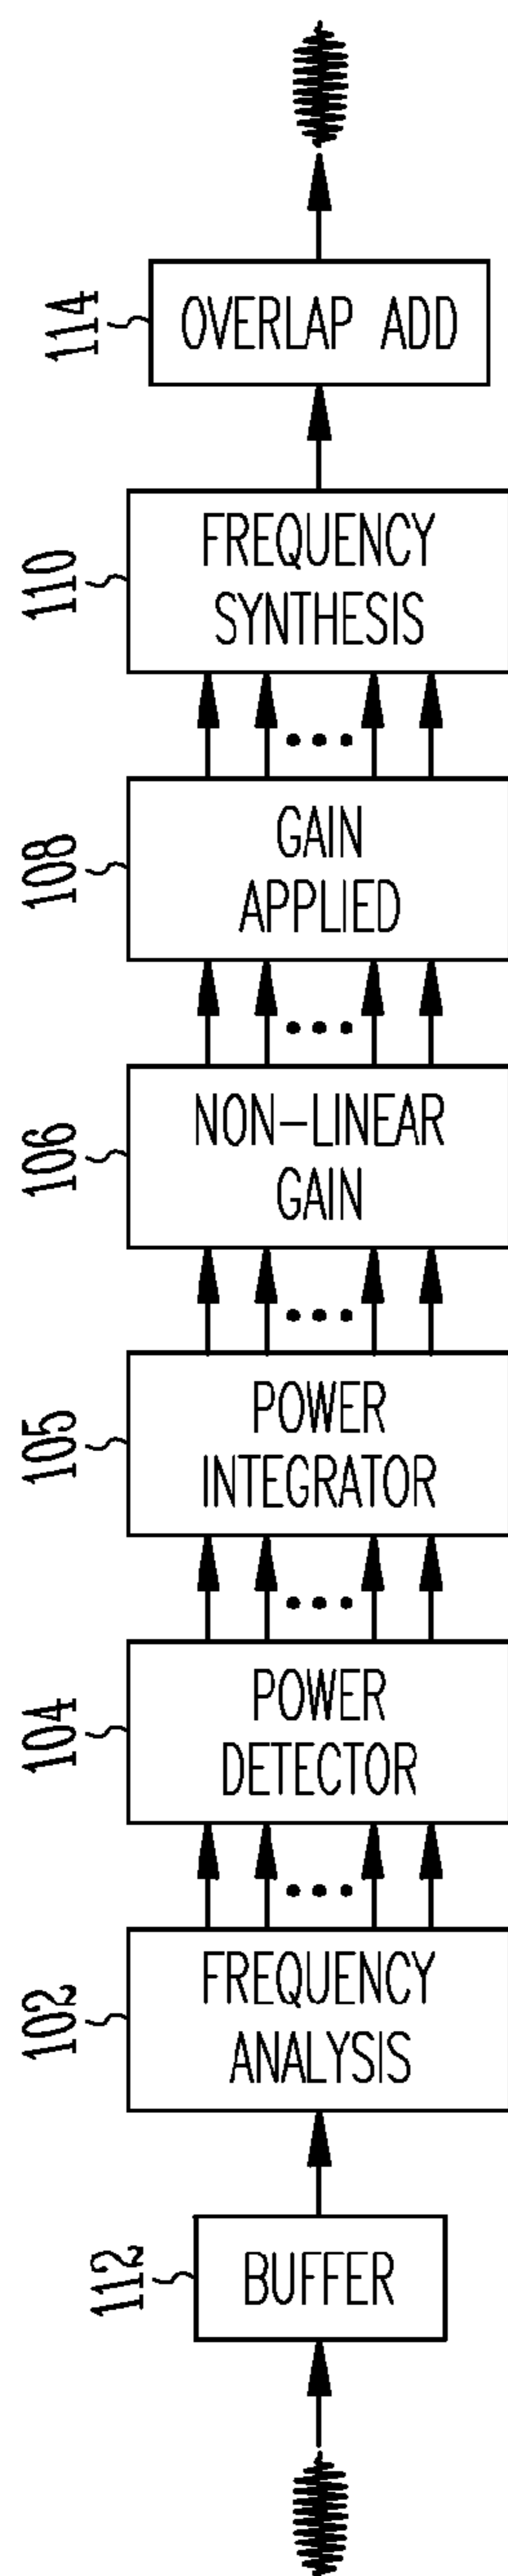 114
OVERLAP ADD
110
FREQUENCY
SYNTHESIS
108
GAIN
APPLIED
106
NON-LINEAR
GAIN
105
POWER
INTEGRATOR
104
POWER
DETECTOR
102
FREQUENCY
ANALYSIS
112
BUFFER